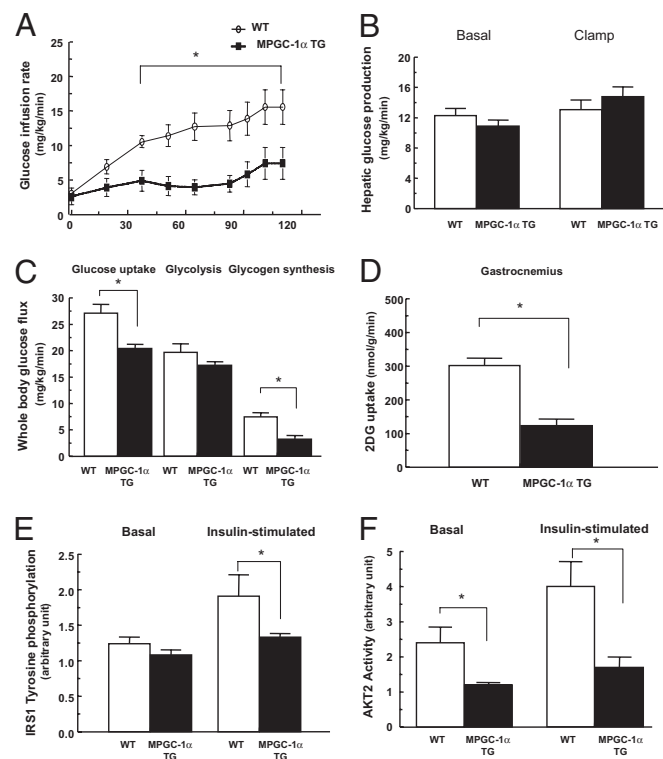 A
WT
MPGC-1α TG
*
Glucose infusion rate
(mg/kg/min)
25
20
15
10
5
0
0 30 60 90 120
B
Basal Clamp
Hepatic glucose production
(mg/kg/min)
20
16
12
8
4
0
WT MPGC-1α TG WT MPGC-1α TG
C
Glucose uptake Glycolysis Glycogen synthesis
* *
Whole body glucose flux
(mg/kg/min)
30
25
20
15
10
5
0
WT MPGC-1α TG WT MPGC-1α TG WT MPGC-1α TG
D
Gastrocnemius
*
2DG uptake (nmol/g/min)
500
400
300
200
100
0
WT MPGC-1α TG
E
Basal Insulin-stimulated
*
IRS1 Tyrosine phosphorylation
(arbitrary unit)
2.5
2.0
1.5
1.0
0.5
0.0
WT MPGC-1α TG WT MPGC-1α TG
F
Basal Insulin-stimulated
* *
AKT2 Activity (arbitrary unit)
5
4
3
2
1
0
WT MPGC-1α TG WT MPGC-1α TG